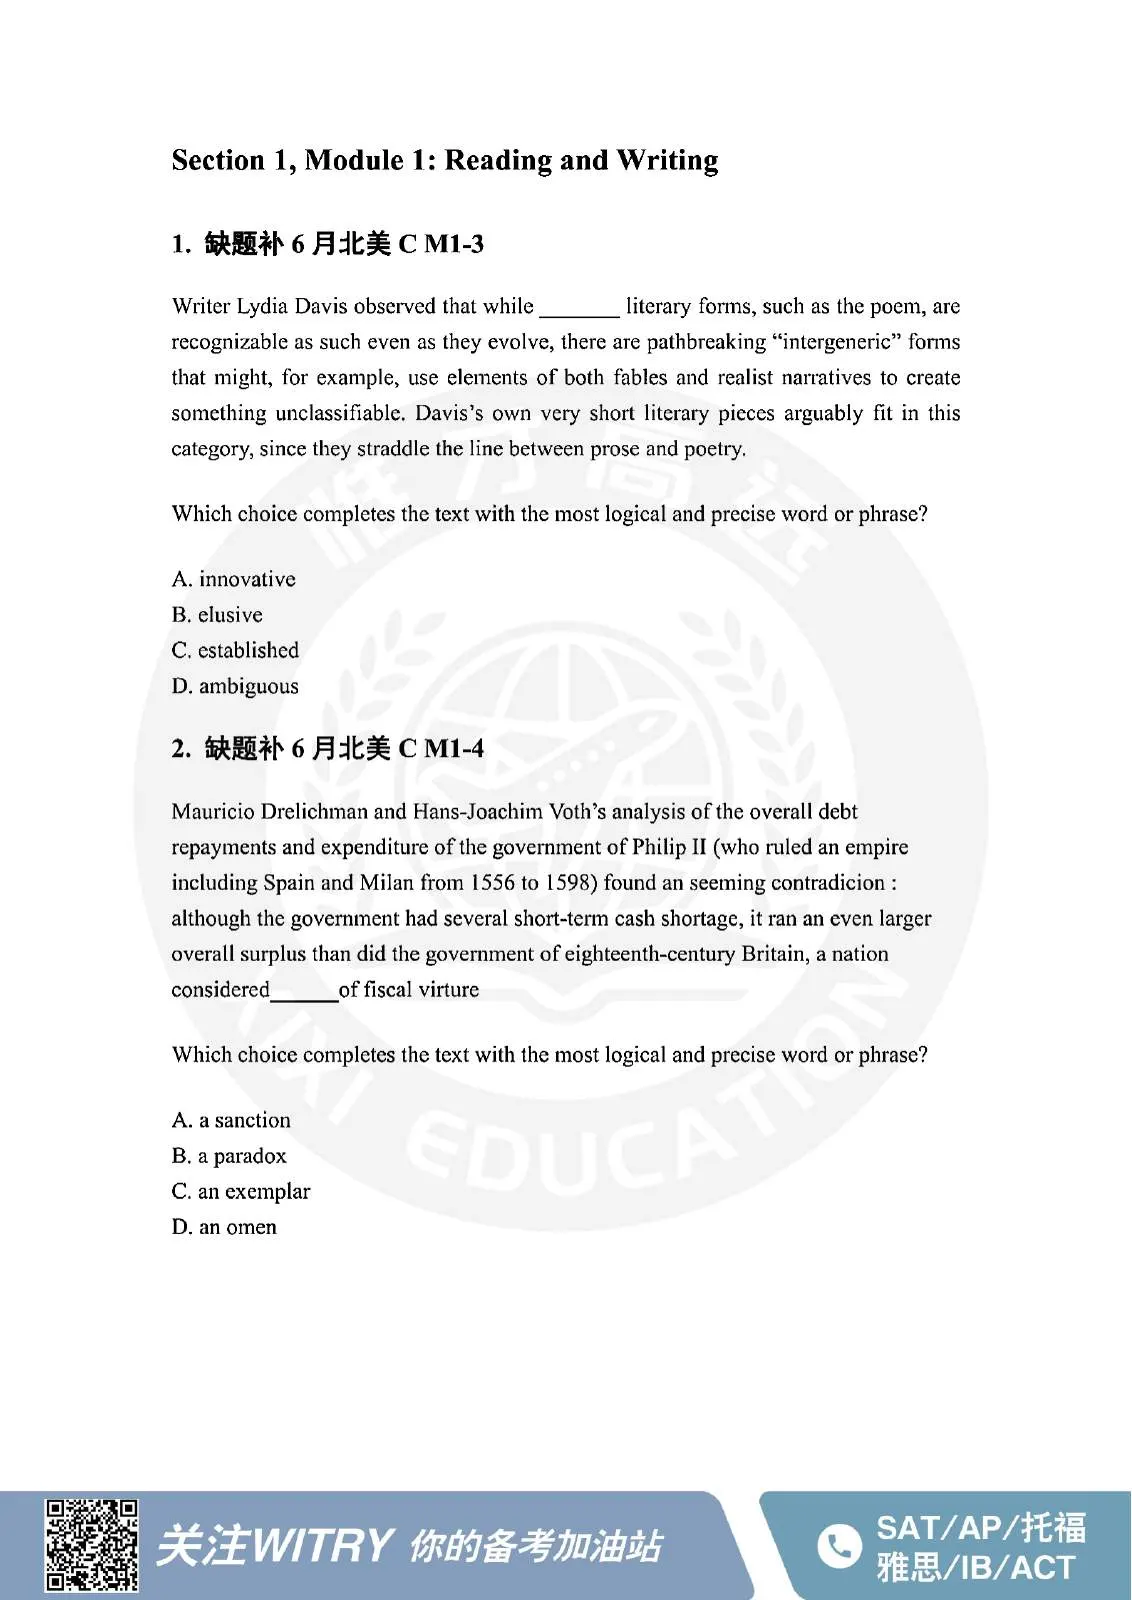 Section 1, Module 1: Reading and Writing
1. 缺题补 6 月北美 C M1-3
Writer Lydia Davis observed that while _______ literary forms, such as the poem, are
recognizable as such even as they evolve, there are pathbreaking “intergeneric” forms
that might, for example, use elements of both fables and realist narratives to create
something unclassifiable. Davis’s own very short literary pieces arguably fit in this
category, since they straddle the line between prose and poetry.
Which choice completes the text with the most logical and precise word or phrase?
A. innovative
B. elusive
C. established
D. ambiguous
2. 缺题补 6 月北美 C M1-4
Mauricio Drelichman and Hans-Joachim Voth’s analysis of the overall debt
repayments and expenditure of the government of Philip II (who ruled an empire
including Spain and Milan from 1556 to 1598) found an seeming contradicion :
although the government had several short-term cash shortage, it ran an even larger
overall surplus than did the government of eighteenth-century Britain, a nation
considered______of fiscal virture
Which choice completes the text with the most logical and precise word or phrase?
A. a sanction
B. a paradox
C. an exemplar
D. an omen
惟力高远
XIXI EDUCATION
关注WITRY 你的备考加油站
SAT/AP/托福
雅思/IB/ACT